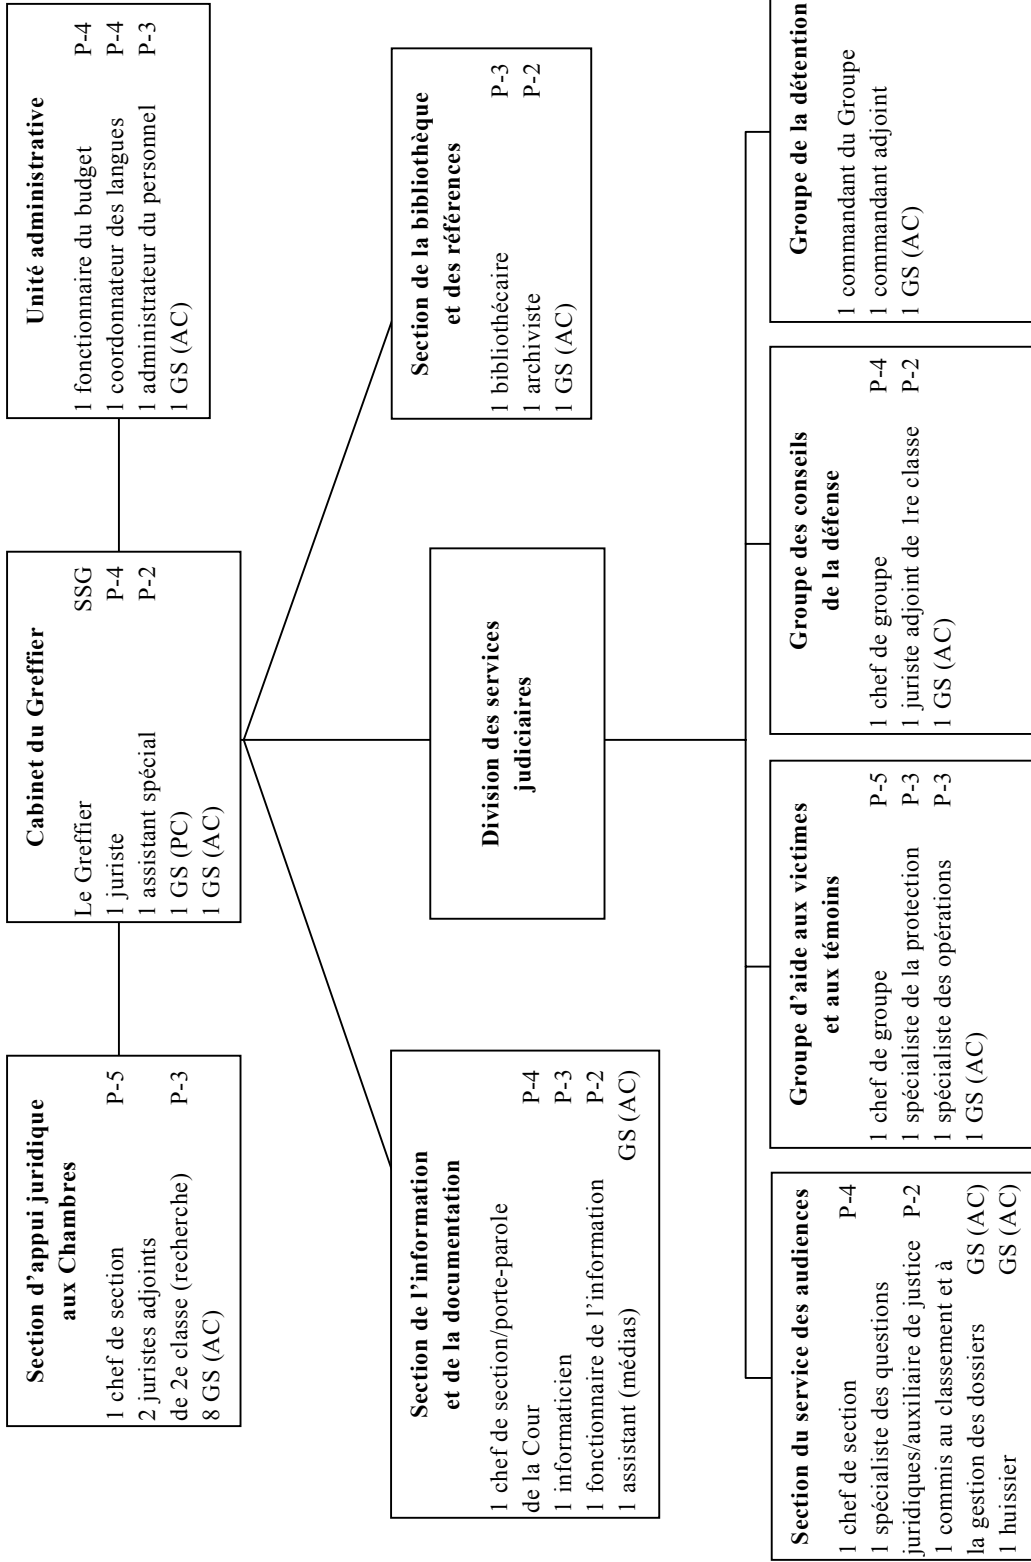 Section d'appui juridique
aux Chambres
1 chef de section P-5
2 juristes adjoints
de 2e classe (recherche) P-3
8 GS (AC)
Cabinet du Greffier
Le Greffier SSG
1 juriste P-4
1 assistant spécial P-2
1 GS (PC)
1 GS (AC)
Unité administrative
1 fonctionnaire du budget P-4
1 coordonnateur des langues P-4
1 administrateur du personnel P-3
1 GS (AC)
Section de l'information
et de la documentation
1 chef de section/porte-parole
de la Cour P-4
1 informaticien P-3
1 fonctionnaire de l'information P-2
1 assistant (médias) GS (AC)
Division des services
judiciaires
Section de la bibliothèque
et des références
1 bibliothécaire P-3
1 archiviste P-2
1 GS (AC)
Section du service des audiences
1 chef de section P-4
1 spécialiste des questions
juridiques/auxiliaire de justice P-2
1 commis au classement et à
la gestion des dossiers GS (AC)
1 huissier GS (AC)
Groupe d'aide aux victimes
et aux témoins
1 chef de groupe P-5
1 spécialiste de la protection P-3
1 spécialiste des opérations P-3
1 GS (AC)
Groupe des conseils
de la défense
1 chef de groupe P-4
1 juriste adjoint de 1re classe P-2
1 GS (AC)
Groupe de la détention
1 commandant du Groupe
1 commandant adjoint
1 GS (AC)